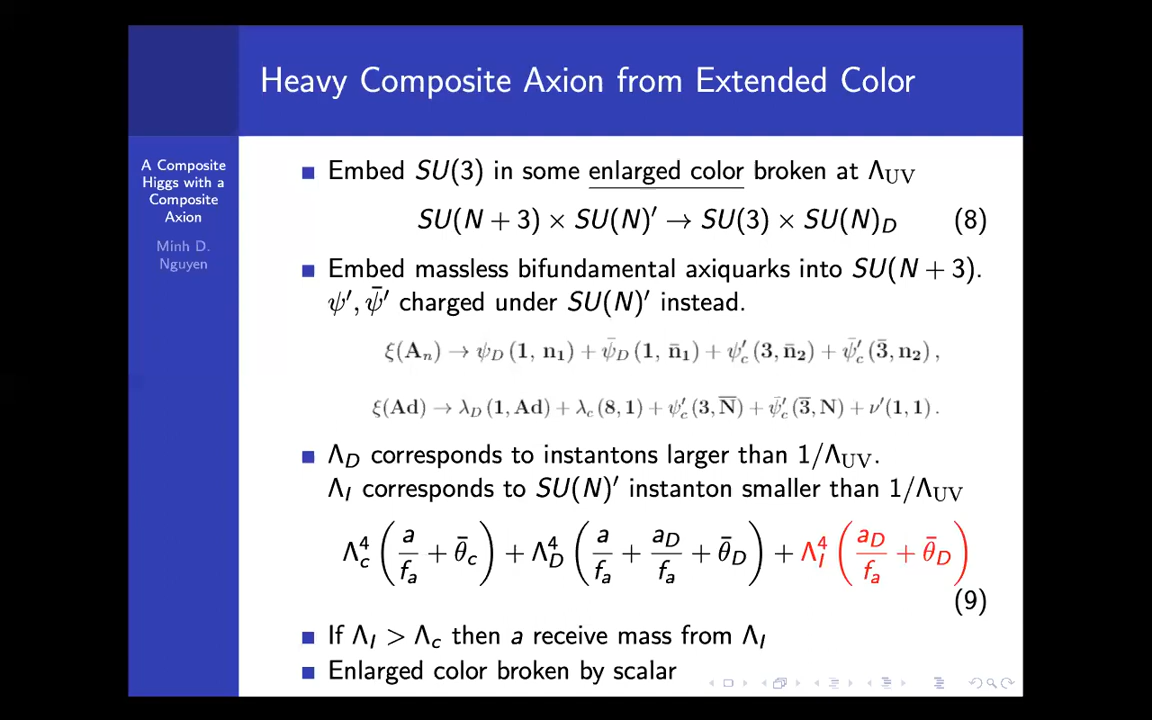 Heavy Composite Axion from Extended Color
A Composite
Higgs with a
Composite
Axion
Minh D.
Nguyen
Embed SU(3) in some enlarged color broken at Λ_UV
SU(N + 3) × SU(N)′ → SU(3) × SU(N)_D (8)
Embed massless bifundamental axiquarks into SU(N + 3).
ψ′, ψ̄′ charged under SU(N)′ instead.
ξ(A_n) → ψ_D (1, n₁) + ψ̄_D (1, n̄₁) + ψ′_c (3, n̄₂) + ψ̄′_c (3̄, n₂) ,
ξ(Ad) → λ_D (1, Ad) + λ_c (8, 1) + ψ′_c (3, N̄) + ψ̄′_c (3̄, N) + ν′(1, 1) .
Λ_D corresponds to instantons larger than 1/Λ_UV.
Λ_I corresponds to SU(N)′ instanton smaller than 1/Λ_UV
Λ_c^4 (a/f_a + θ̄_c) + Λ_D^4 (a/f_a + a_D/f_a + θ̄_D) + Λ_I^4 (a_D/f_a + θ̄_D)
(9)
If Λ_I > Λ_c then a receive mass from Λ_I
Enlarged color broken by scalar